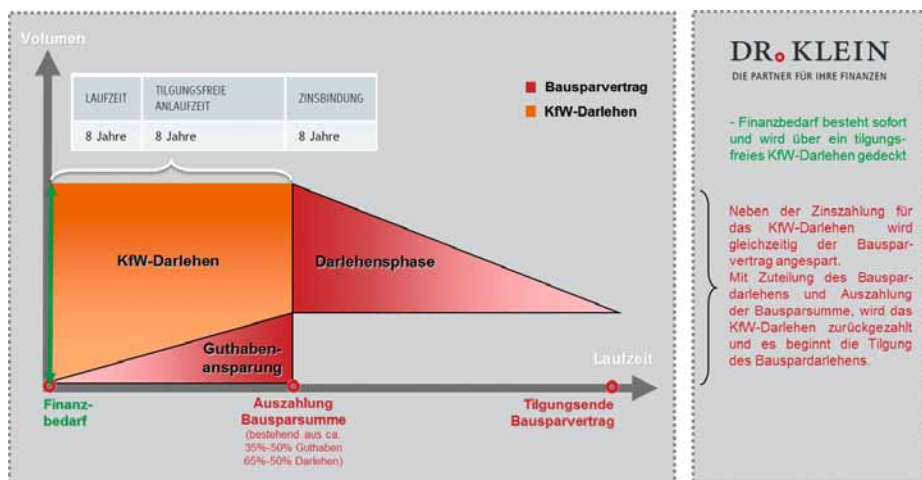 Volumen
LAUFZEIT
TILGUNGSFREIE
ANLAUFZEIT
ZINSBINDUNG
8 Jahre
8 Jahre
8 Jahre
Bausparvertrag
KfW-Darlehen
KfW-Darlehen
Darlehensphase
Guthaben-
ansparung
Laufzeit
Finanz-
bedarf
Auszahlung
Bausparsumme
(bestehend aus ca.
35%-50% Guthaben
65%-50% Darlehen)
Tilgungsende
Bausparvertrag
DR. KLEIN
DIE PARTNER FÜR IHRE FINANZEN
- Finanzbedarf besteht sofort
und wird über ein tilgungs-
freies KfW-Darlehen gedeckt
Neben der Zinszahlung für
das KfW-Darlehen wird
gleichzeitig der Bauspar-
vertrag angespart.
Mit Zuteilung des Bauspar-
darlehens und Auszahlung
der Bausparsumme, wird das
KfW-Darlehen zurückgezahlt
und es beginnt die Tilgung
des Bauspardarlehens.